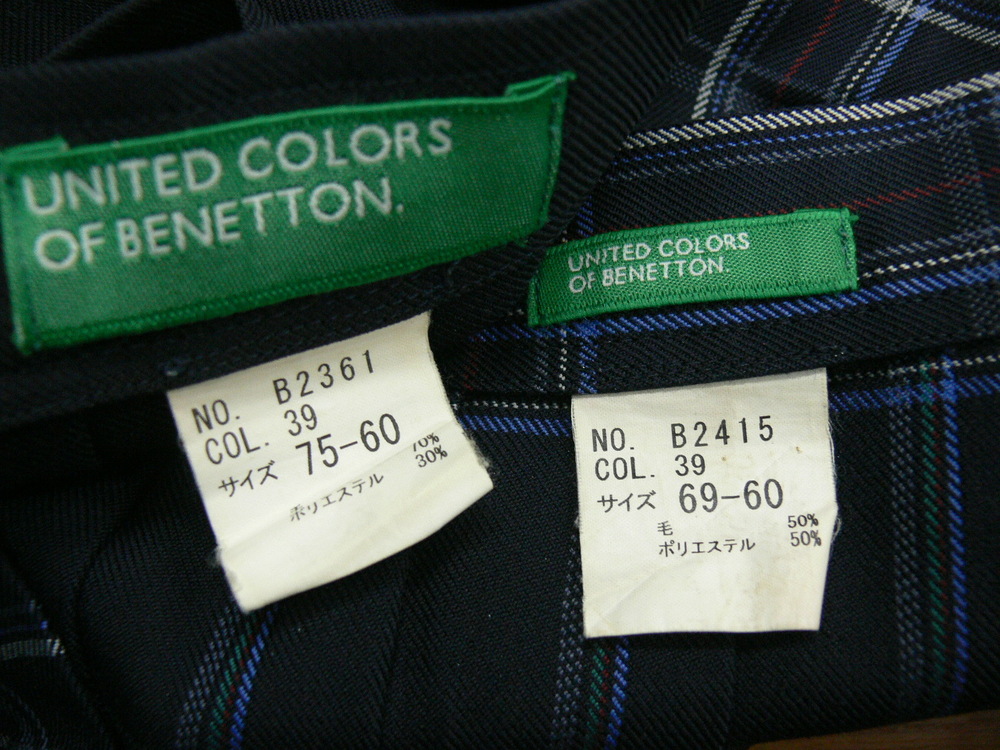 UNITED COLORS
OF BENETTON.
UNITED COLORS
OF BENETTON.
NO. B2361
COL. 39
サイズ 75-60
70%
ポリエステル 30%
NO. B2415
COL. 39
サイズ 69-60
毛 50%
ポリエステル 50%